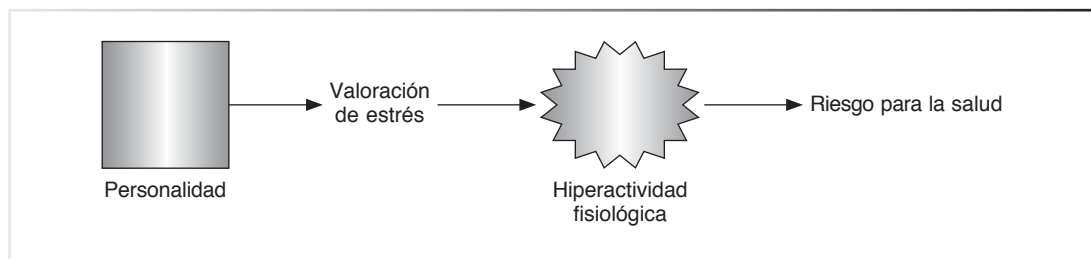 Personalidad
Valoración
de estrés
Hiperactividad
fisiológica
Riesgo para la salud